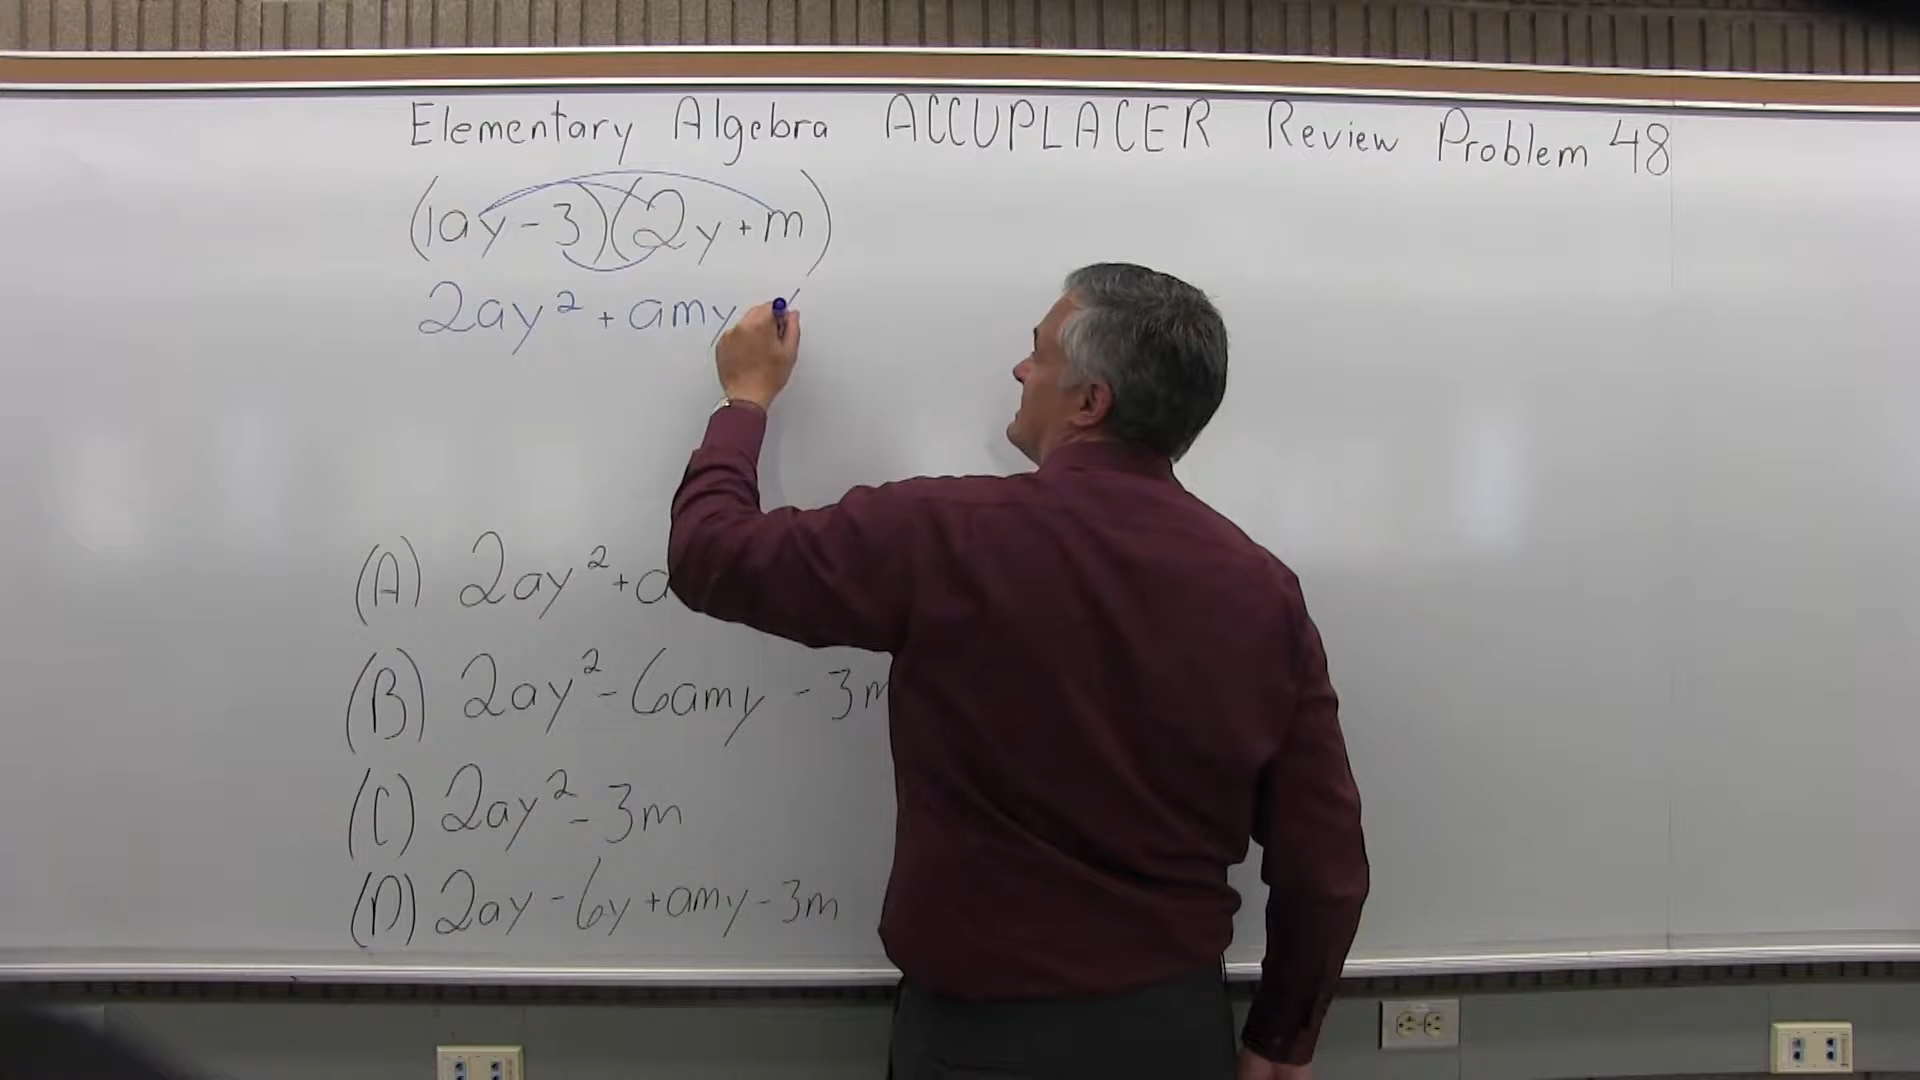 Elementary Algebra ACCUPLACER Review Problem 48
(1ay - 3)(2y + m)
2ay² + amy
(A) 2ay² + a
(B) 2ay² - 6amy - 3m
(C) 2ay² - 3m
(D) 2ay - 6y + amy - 3m